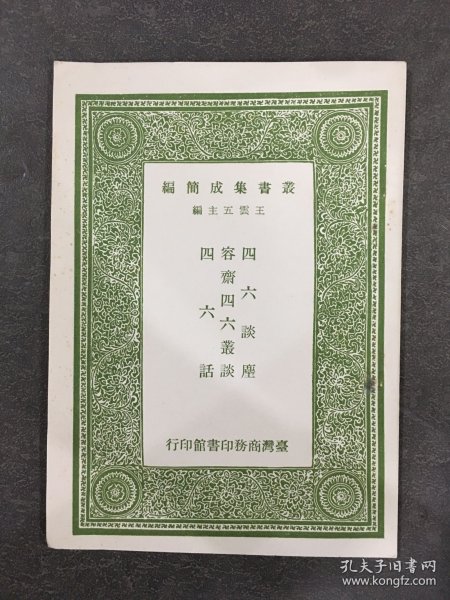 叢書集成簡編
王雲五主編
四六談麈
容齋四六叢談
四六話
臺灣商務印書館印行
孔夫子旧书网
www.kongfz.com